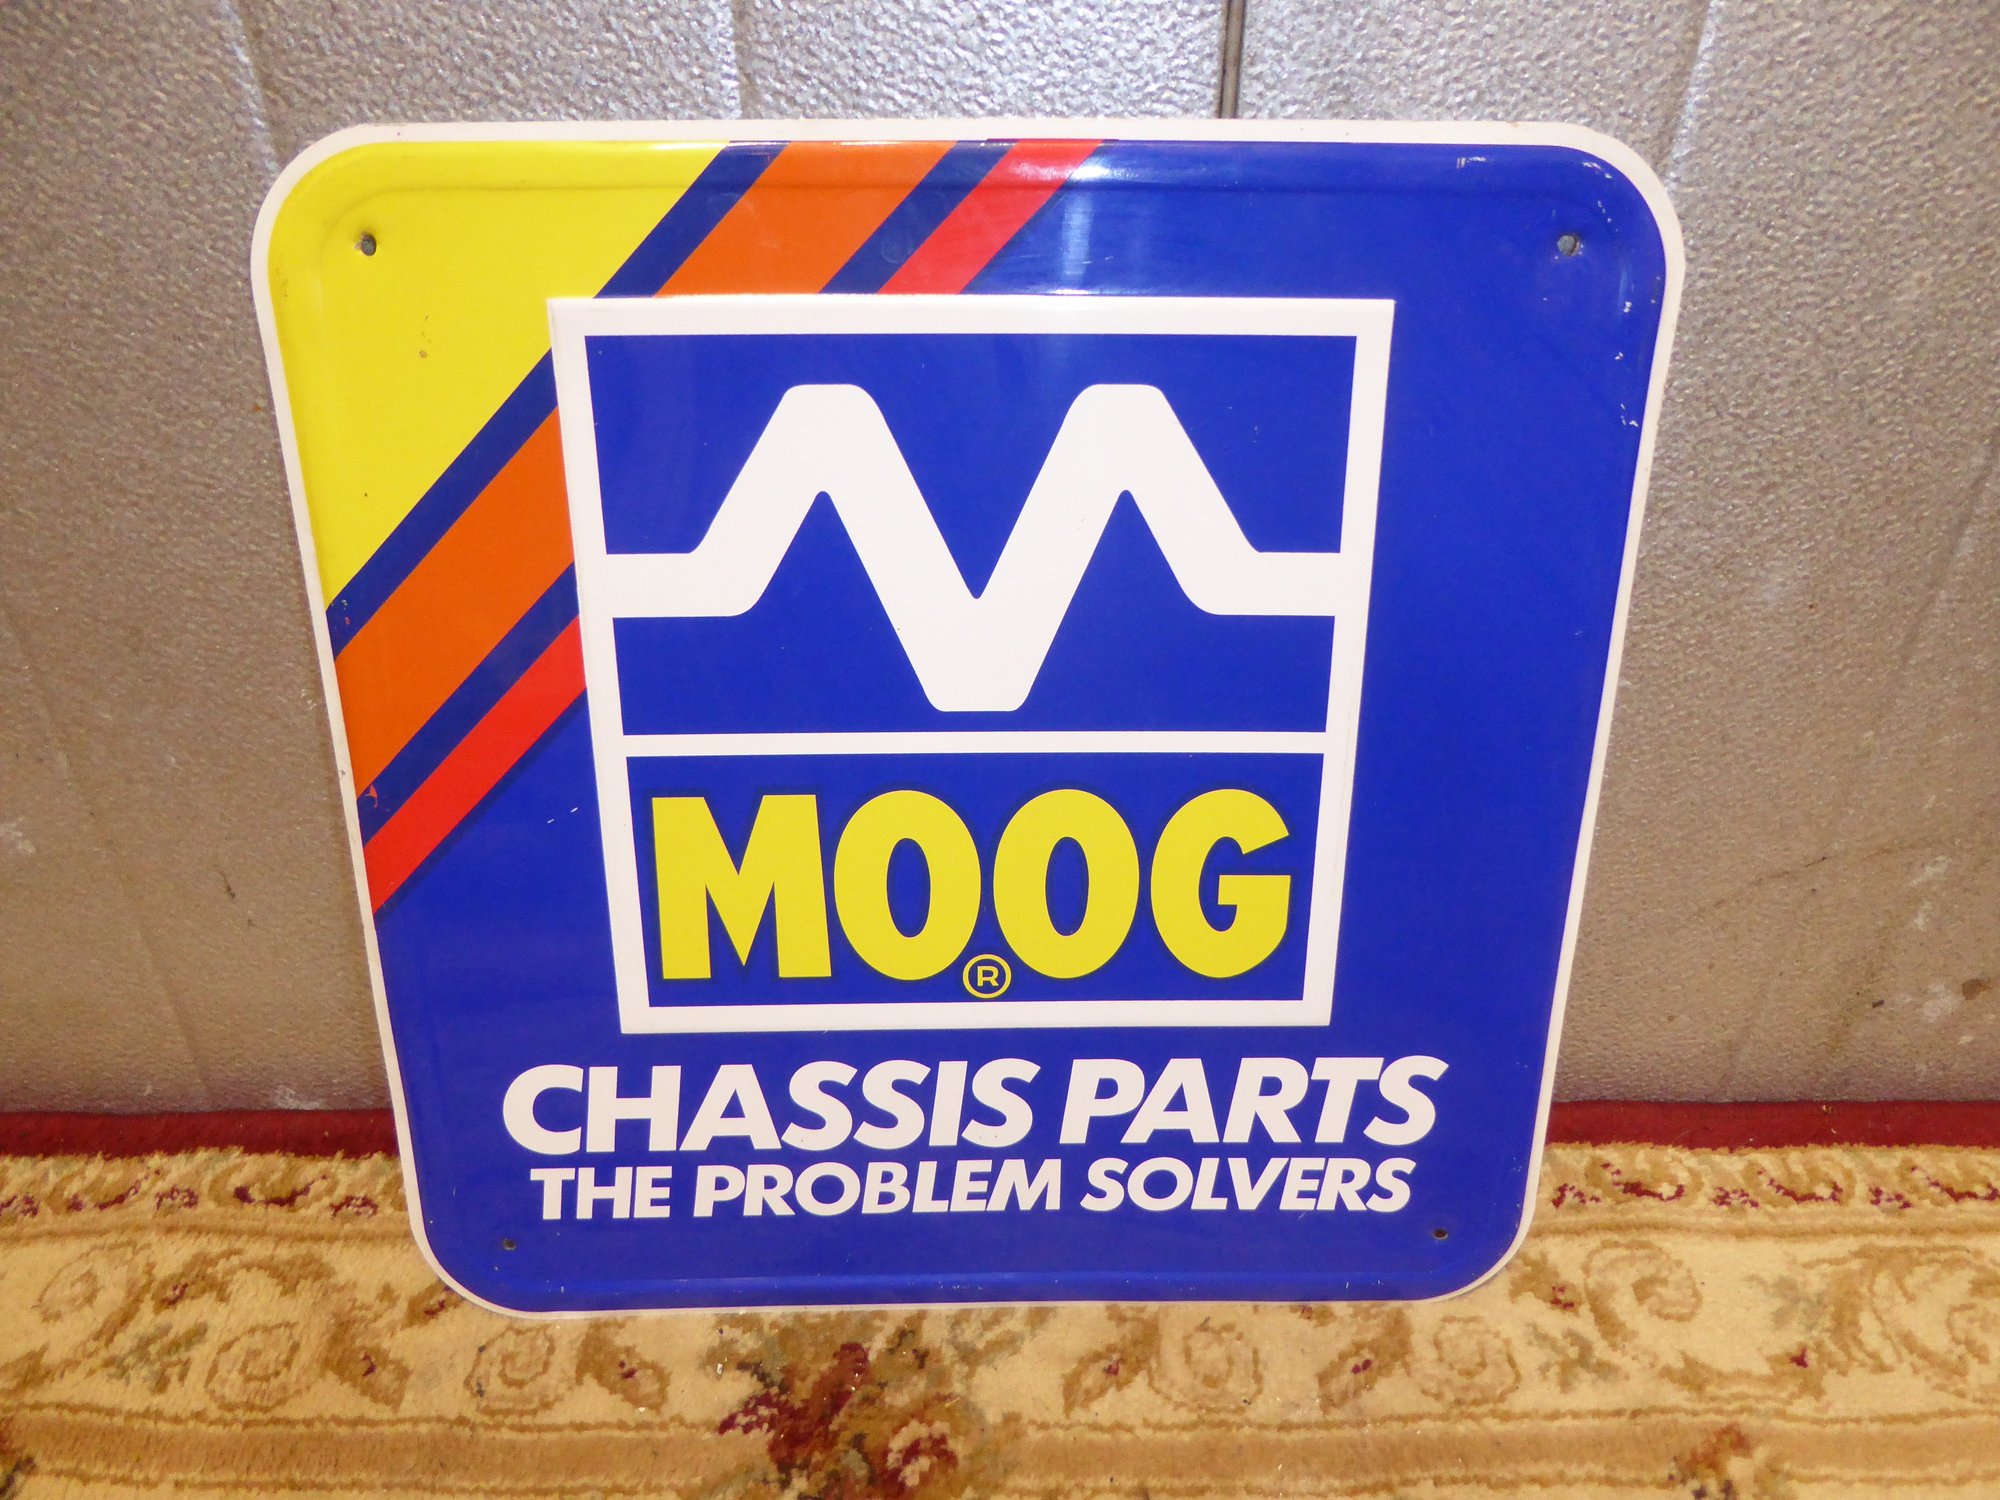 MOOG
®
CHASSIS PARTS
THE PROBLEM SOLVERS